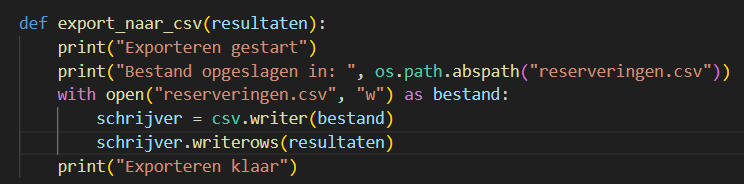 def export_naar_csv(resultaten):
    print("Exporteren gestart")
    print("Bestand opgeslagen in: ", os.path.abspath("reserveringen.csv"))
    with open("reserveringen.csv", "w") as bestand:
        schrijver = csv.writer(bestand)
        schrijver.writerows(resultaten)
    print("Exporteren klaar")